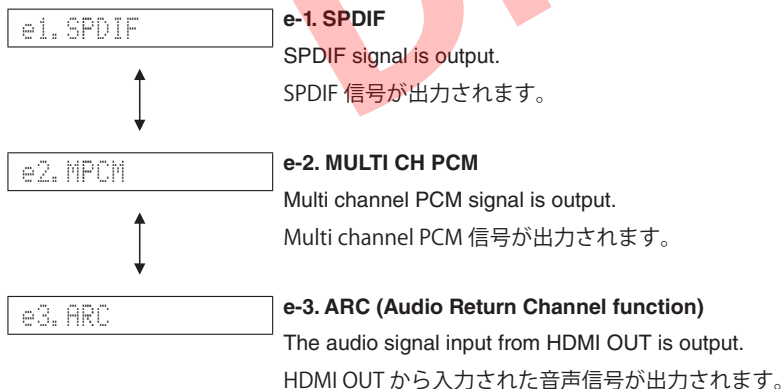 e1.SPDIF
e-1. SPDIF
SPDIF signal is output.
SPDIF 信号が出力されます。
e2.MPCM
e-2. MULTI CH PCM
Multi channel PCM signal is output.
Multi channel PCM 信号が出力されます。
e3.ARC
e-3. ARC (Audio Return Channel function)
The audio signal input from HDMI OUT is output.
HDMI OUT から入力された音声信号が出力されます。